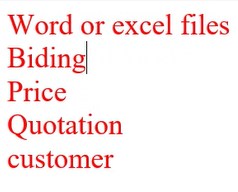 Word or excel files
Biding
Price
Quotation
customer